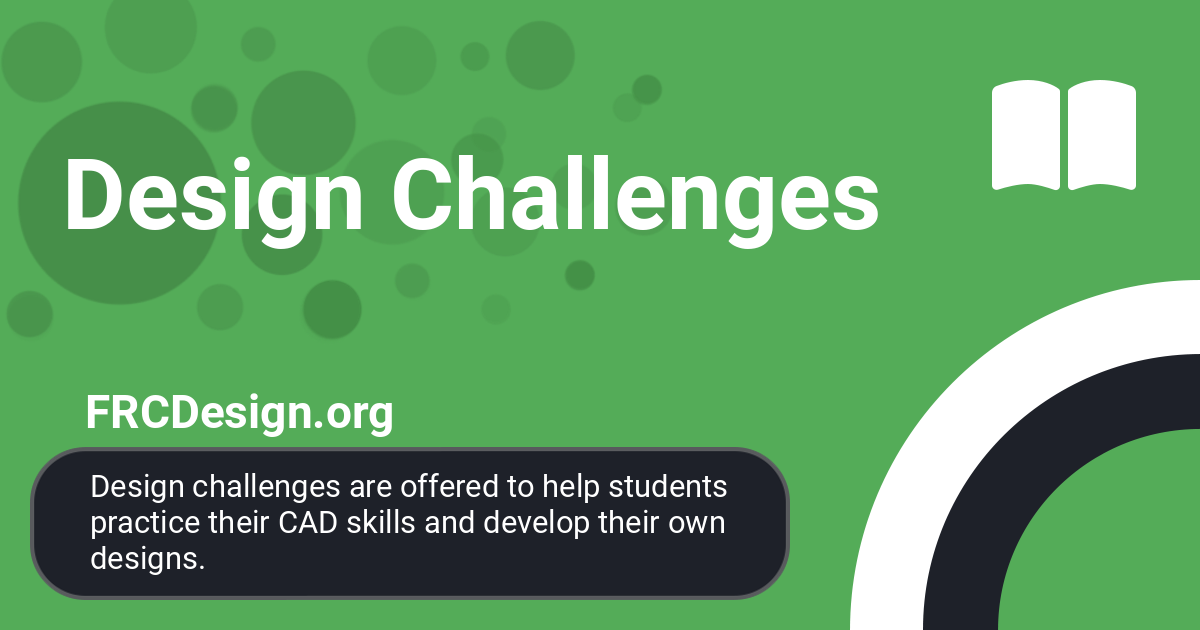 Design Challenges
FRCDesign.org
Design challenges are offered to help students
practice their CAD skills and develop their own
designs.